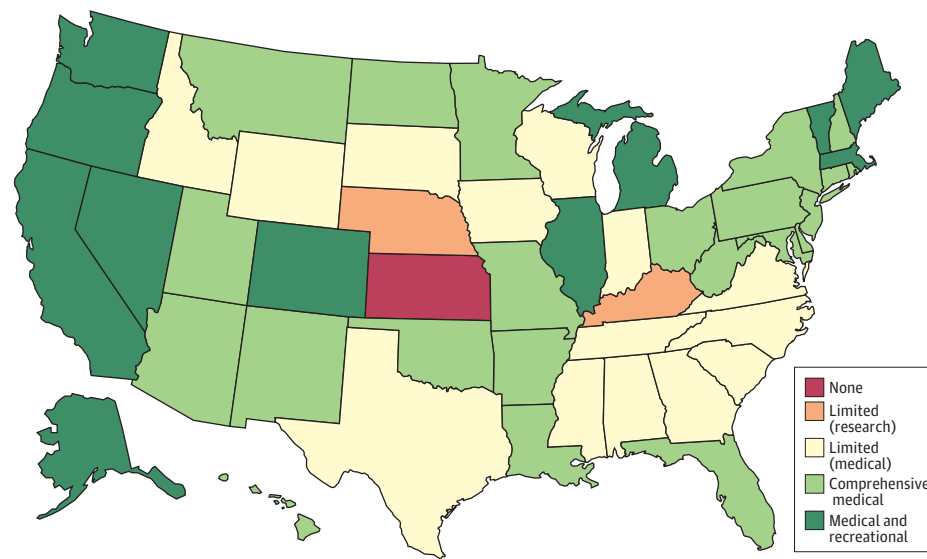 None
Limited
(research)
Limited
(medical)
Comprehensive
medical
Medical and
recreational